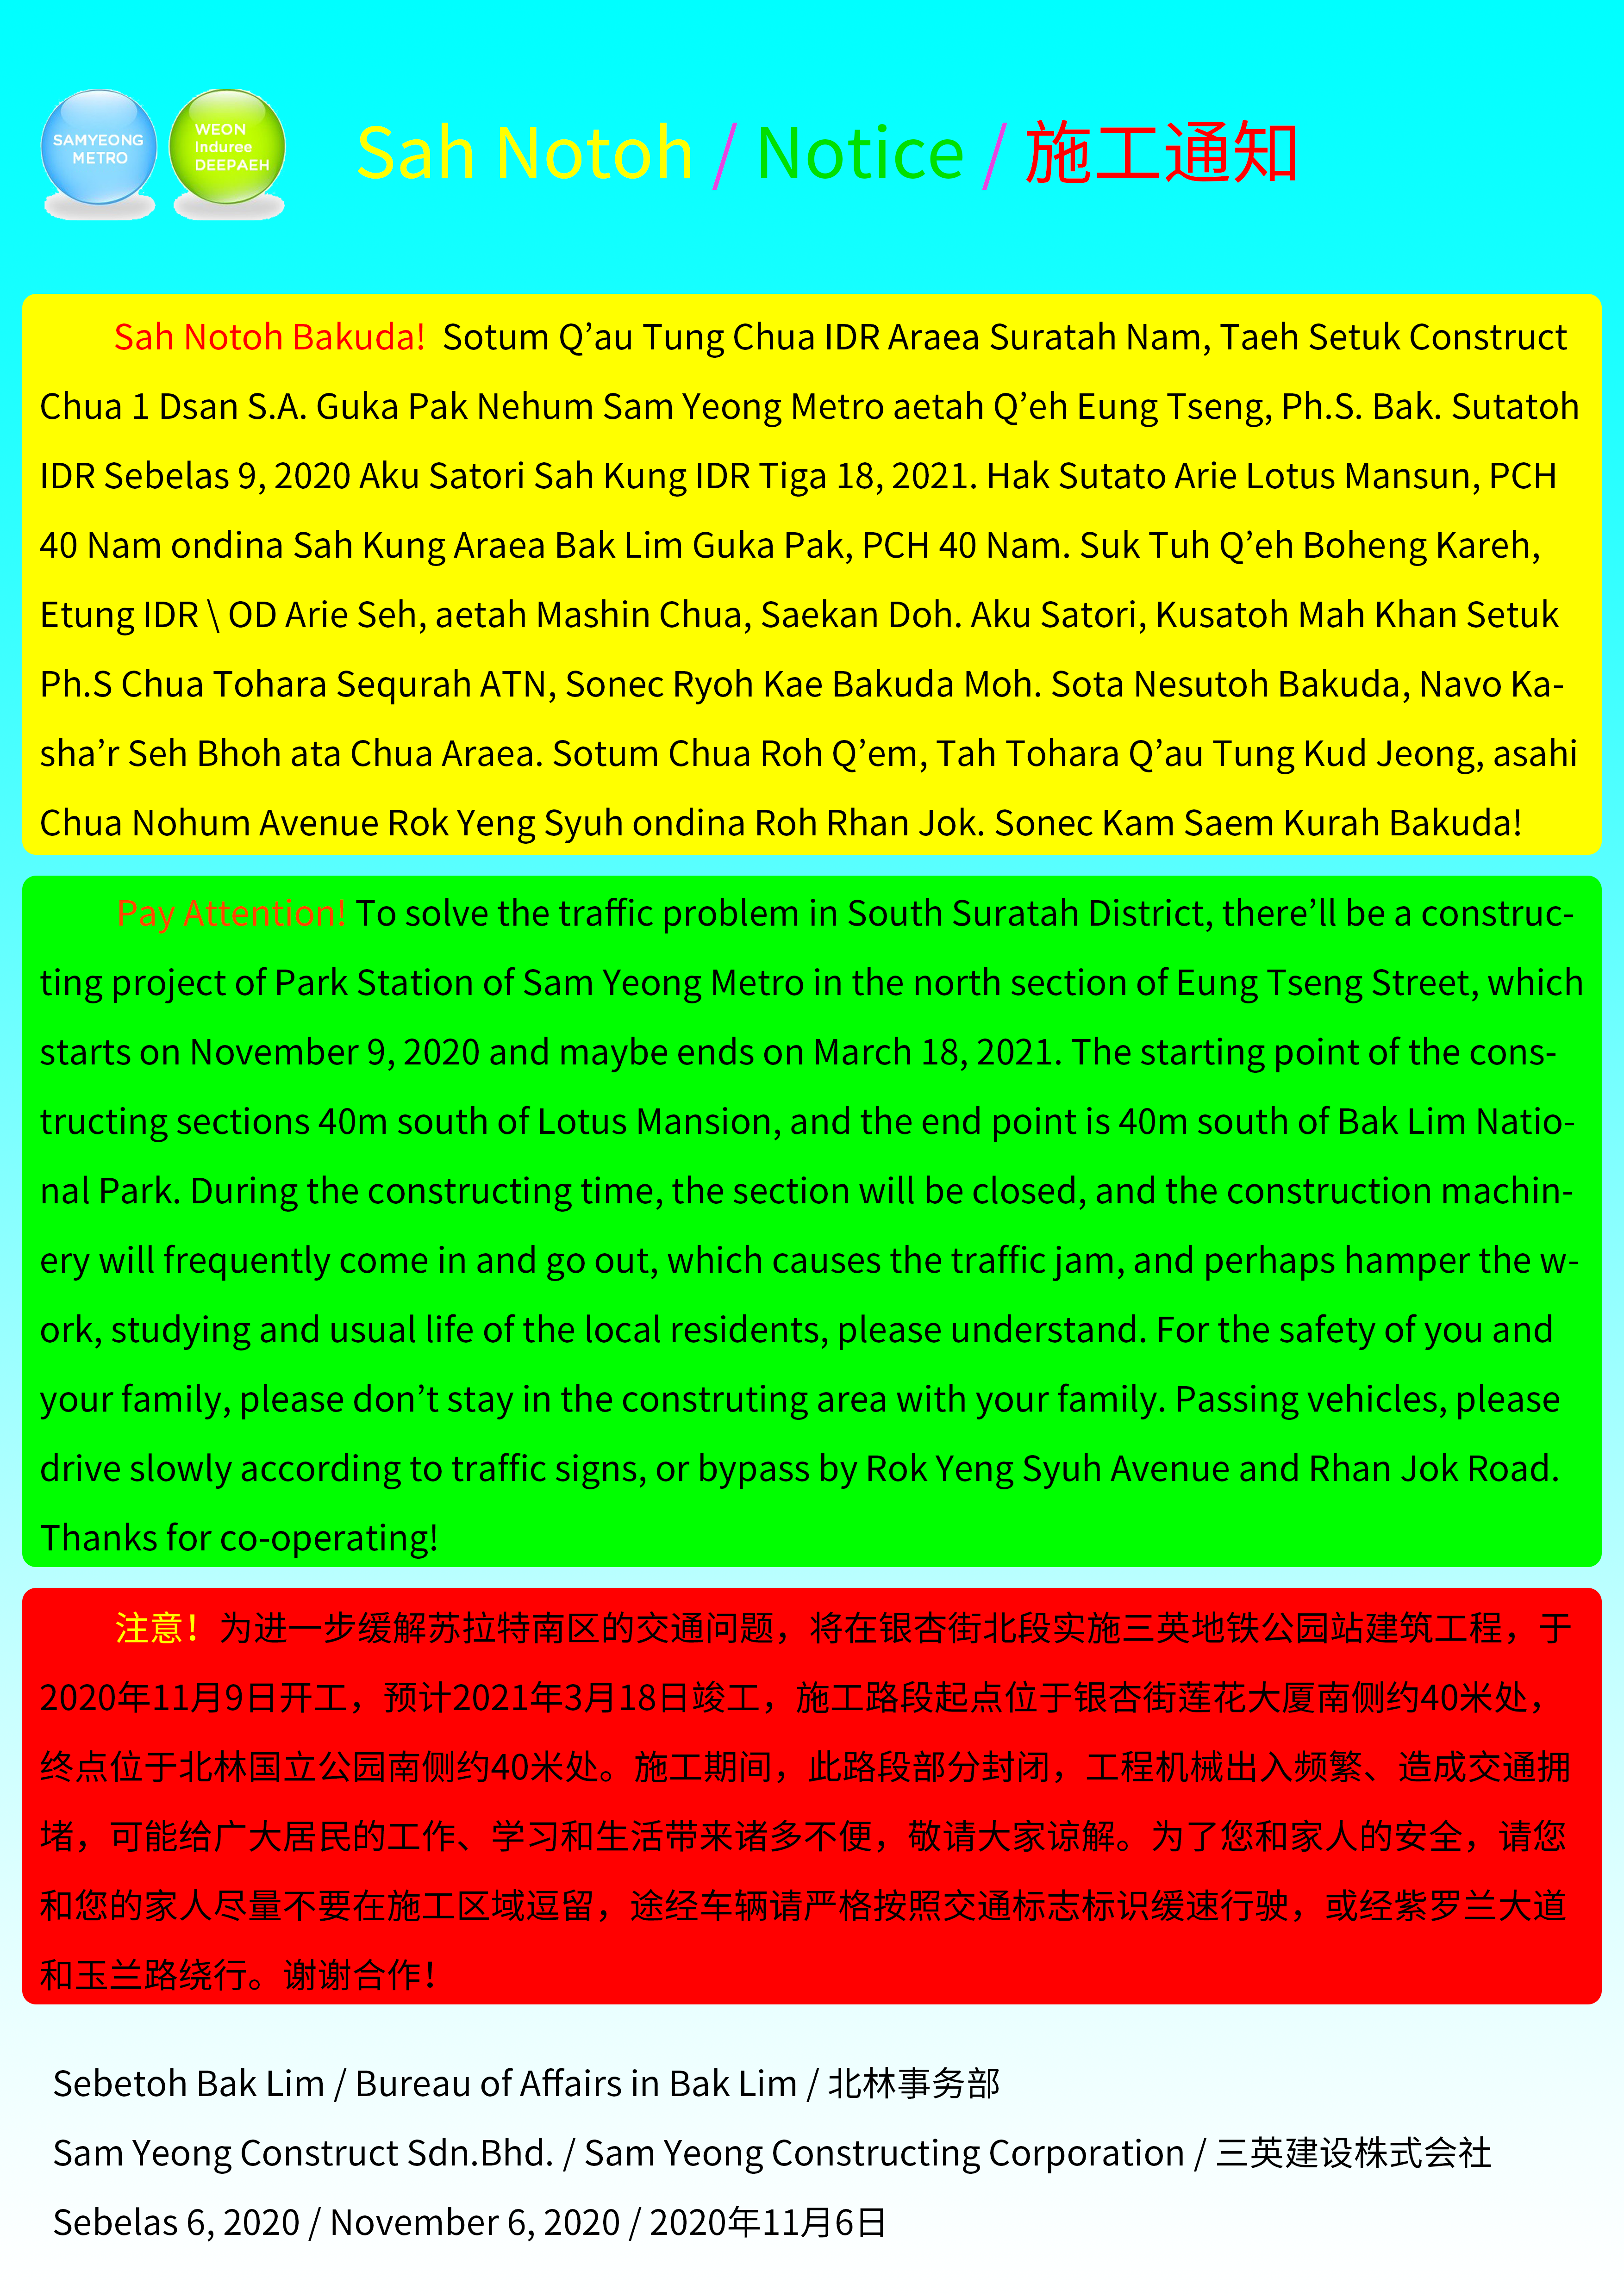 SAMYEONG
METRO
WEON
Induree
DEEPAEH
Sah Notoh / Notice / 施工通知
Sah Notoh Bakuda! Sotum Q’au Tung Chua IDR Araea Suratah Nam, Taeh Setuk Construct
Chua 1 Dsan S.A. Guka Pak Nehum Sam Yeong Metro aetah Q’eh Eung Tseng, Ph.S. Bak. Sutatoh
IDR Sebelas 9, 2020 Aku Satori Sah Kung IDR Tiga 18, 2021. Hak Sutato Arie Lotus Mansun, PCH
40 Nam ondina Sah Kung Araea Bak Lim Guka Pak, PCH 40 Nam. Suk Tuh Q’eh Boheng Kareh,
Etung IDR \ OD Arie Seh, aetah Mashin Chua, Saekan Doh. Aku Satori, Kusatoh Mah Khan Setuk
Ph.S Chua Tohara Sequrah ATN, Sonec Ryoh Kae Bakuda Moh. Sota Nesutoh Bakuda, Navo Ka-
sha’r Seh Bhoh ata Chua Araea. Sotum Chua Roh Q’em, Tah Tohara Q’au Tung Kud Jeong, asahi
Chua Nohum Avenue Rok Yeng Syuh ondina Roh Rhan Jok. Sonec Kam Saem Kurah Bakuda!
Pay Attention! To solve the traffic problem in South Suratah District, there’ll be a construc-
ting project of Park Station of Sam Yeong Metro in the north section of Eung Tseng Street, which
starts on November 9, 2020 and maybe ends on March 18, 2021. The starting point of the cons-
tructing sections 40m south of Lotus Mansion, and the end point is 40m south of Bak Lim Natio-
nal Park. During the constructing time, the section will be closed, and the construction machin-
ery will frequently come in and go out, which causes the traffic jam, and perhaps hamper the w-
ork, studying and usual life of the local residents, please understand. For the safety of you and
your family, please don’t stay in the construting area with your family. Passing vehicles, please
drive slowly according to traffic signs, or bypass by Rok Yeng Syuh Avenue and Rhan Jok Road.
Thanks for co-operating!
注意！为进一步缓解苏拉特南区的交通问题，将在银杏街北段实施三英地铁公园站建筑工程，于
2020年11月9日开工，预计2021年3月18日竣工，施工路段起点位于银杏街莲花大厦南侧约40米处，
终点位于北林国立公园南侧约40米处。施工期间，此路段部分封闭，工程机械出入频繁、造成交通拥
堵，可能给广大居民的工作、学习和生活带来诸多不便，敬请大家谅解。为了您和家人的安全，请您
和您的家人尽量不要在施工区域逗留，途经车辆请严格按照交通标志标识缓速行驶，或经紫罗兰大道
和玉兰路绕行。谢谢合作！
Sebetoh Bak Lim / Bureau of Affairs in Bak Lim / 北林事务部
Sam Yeong Construct Sdn.Bhd. / Sam Yeong Constructing Corporation / 三英建设株式会社
Sebelas 6, 2020 / November 6, 2020 / 2020年11月6日